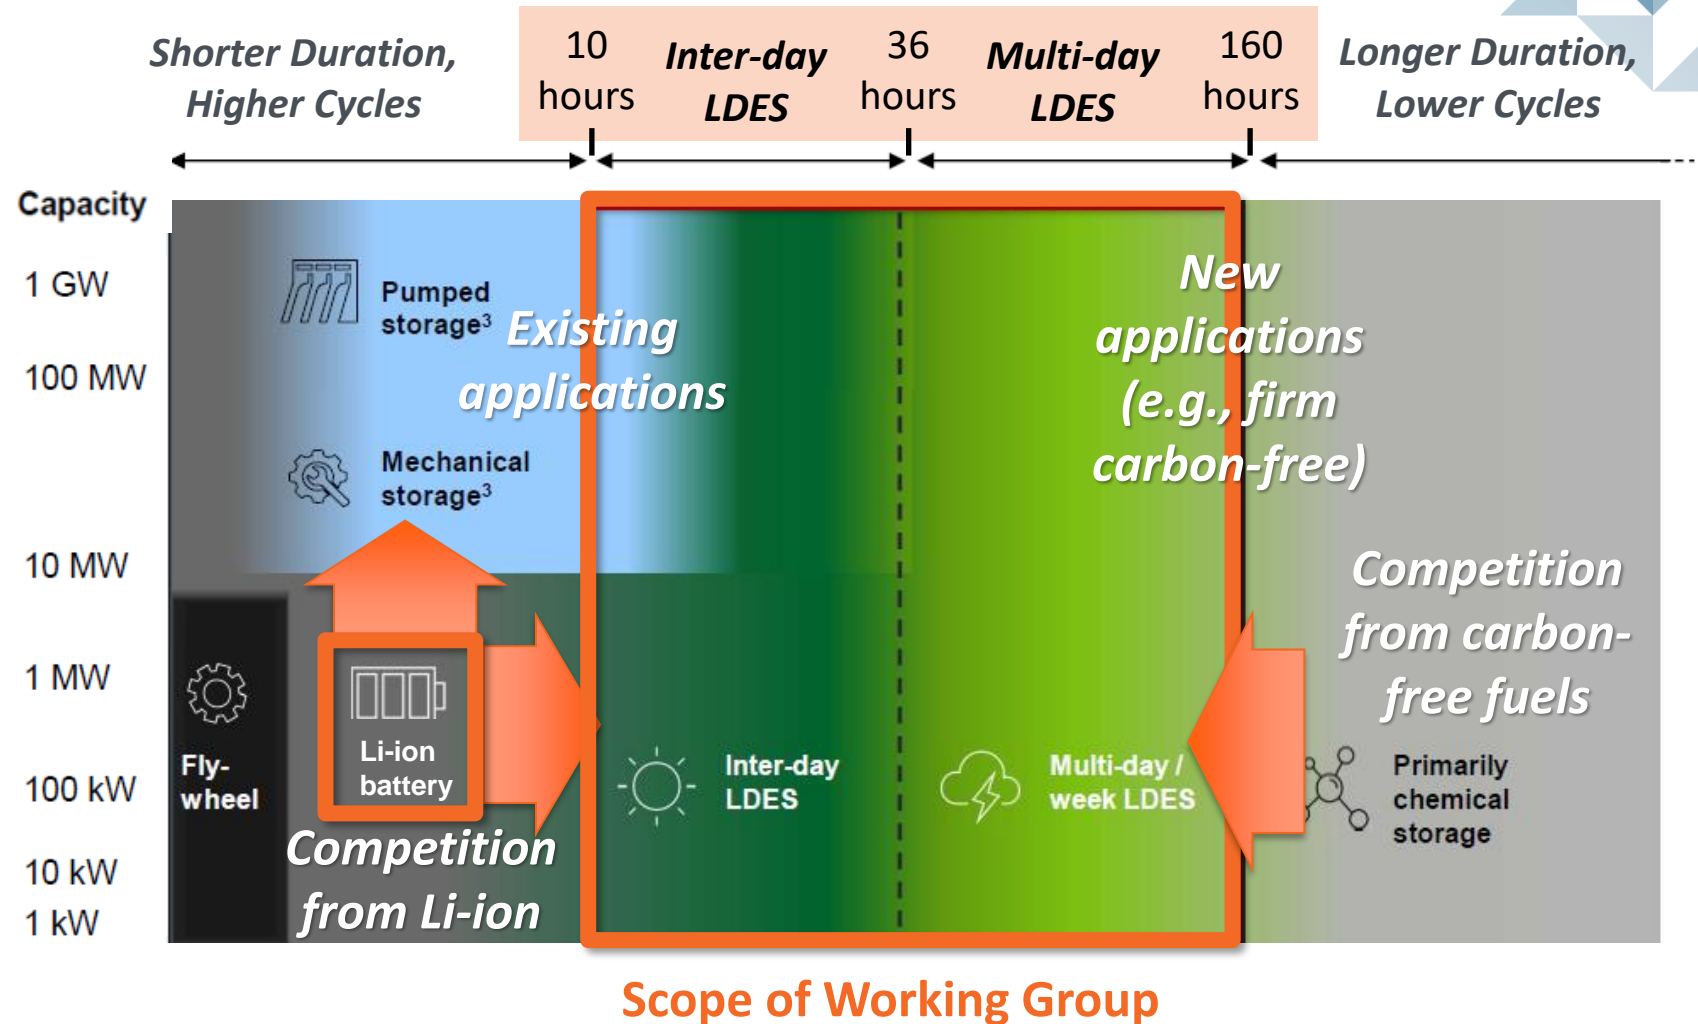 Shorter Duration,
Higher Cycles
10
hours
Inter-day
LDES
36
hours
Multi-day
LDES
160
hours
Longer Duration,
Lower Cycles
Capacity
1 GW
100 MW
10 MW
1 MW
100 kW
10 kW
1 kW
Pumped
storage³
Existing
applications
Mechanical
storage³
New
applications
(e.g., firm
carbon-free)
Fly-
wheel
Li-ion
battery
Competition
from Li-ion
Inter-day
LDES
Multi-day /
week LDES
Competition
from carbon-
free fuels
Primarily
chemical
storage
Scope of Working Group